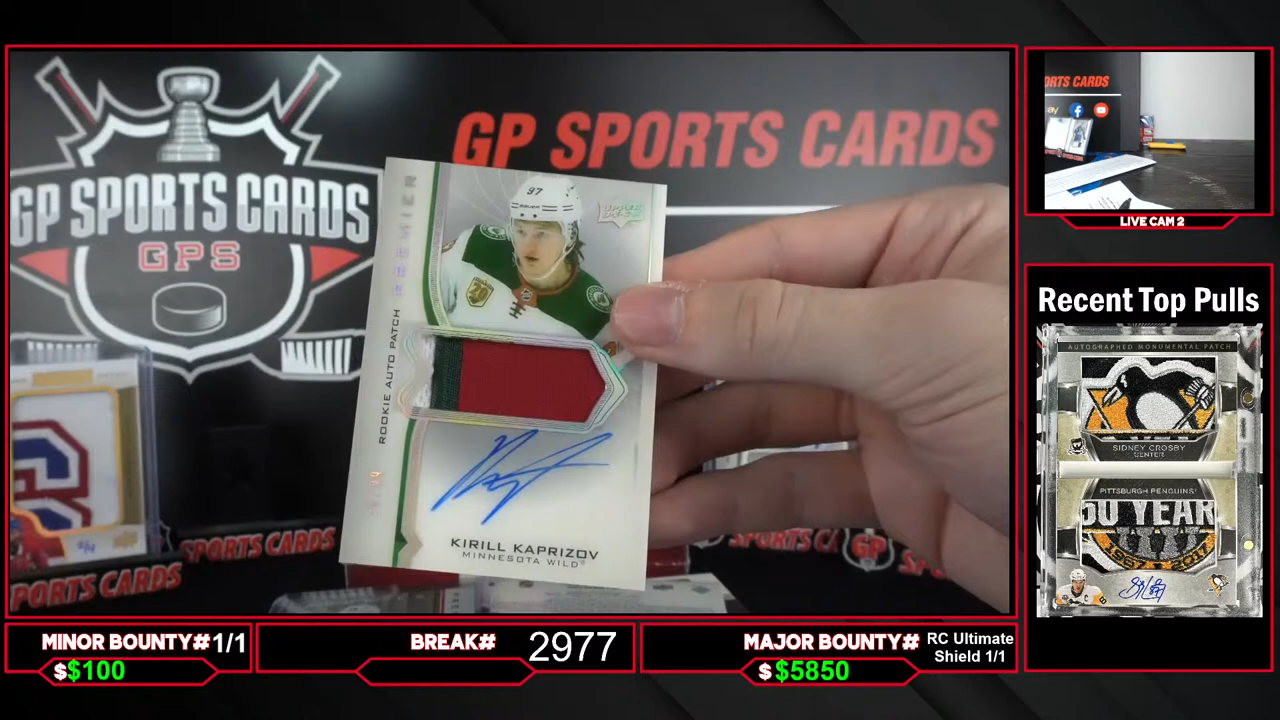 GP SPORTS CARDS
GPS
GP SPORTS CARDS
PREMIER
97
ROOKIE AUTO PATCH
KIRILL KAPRIZOV
MINNESOTA WILD
SPORTS CARDS
SPORTS CARDS
GP
ORTS CARDS
LIVE CAM 2
Recent Top Pulls
AUTOGRAPHED MONUMENTAL PATCH
SIDNEY CROSBY
CENTER
PITTSBURGH PENGUINS
50 YEAR
MINOR BOUNTY# 1/1
$$100
BREAK# 2977
MAJOR BOUNTY# RC Ultimate
Shield 1/1
$$5850